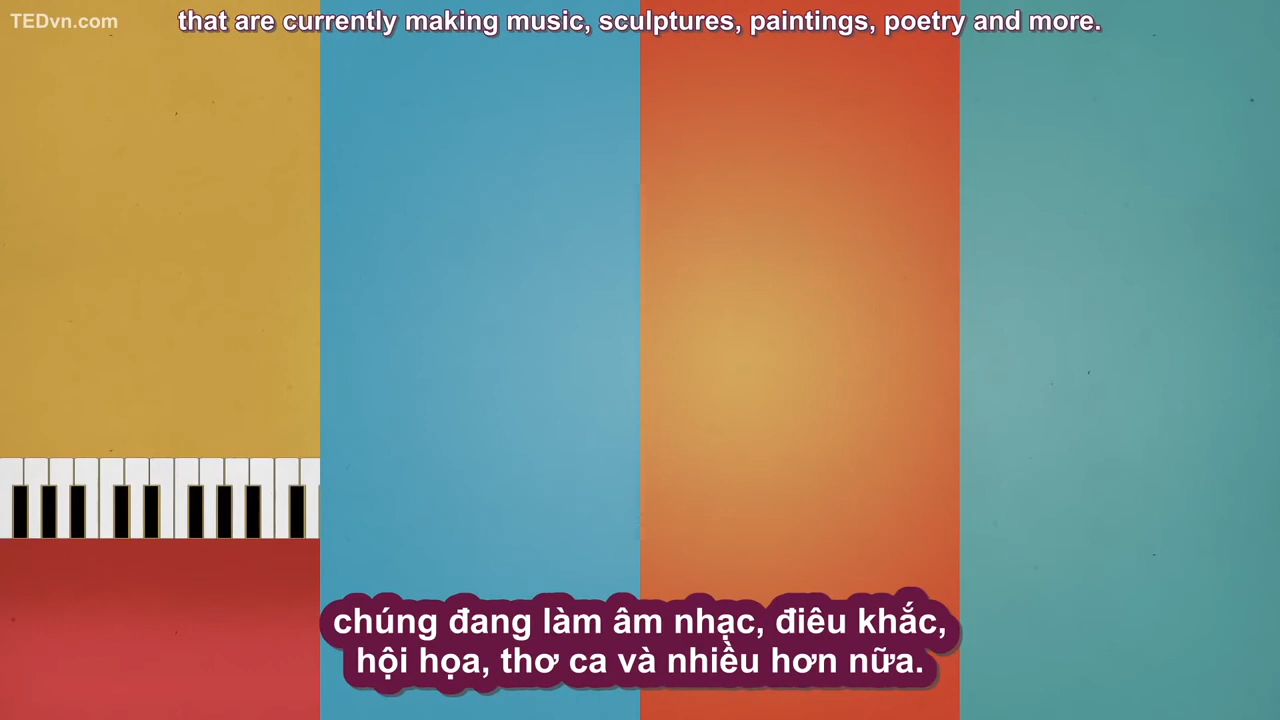 TEDvn.com
that are currently making music, sculptures, paintings, poetry and more.
chúng đang làm âm nhạc, điêu khắc,
hội họa, thơ ca và nhiều hơn nữa.